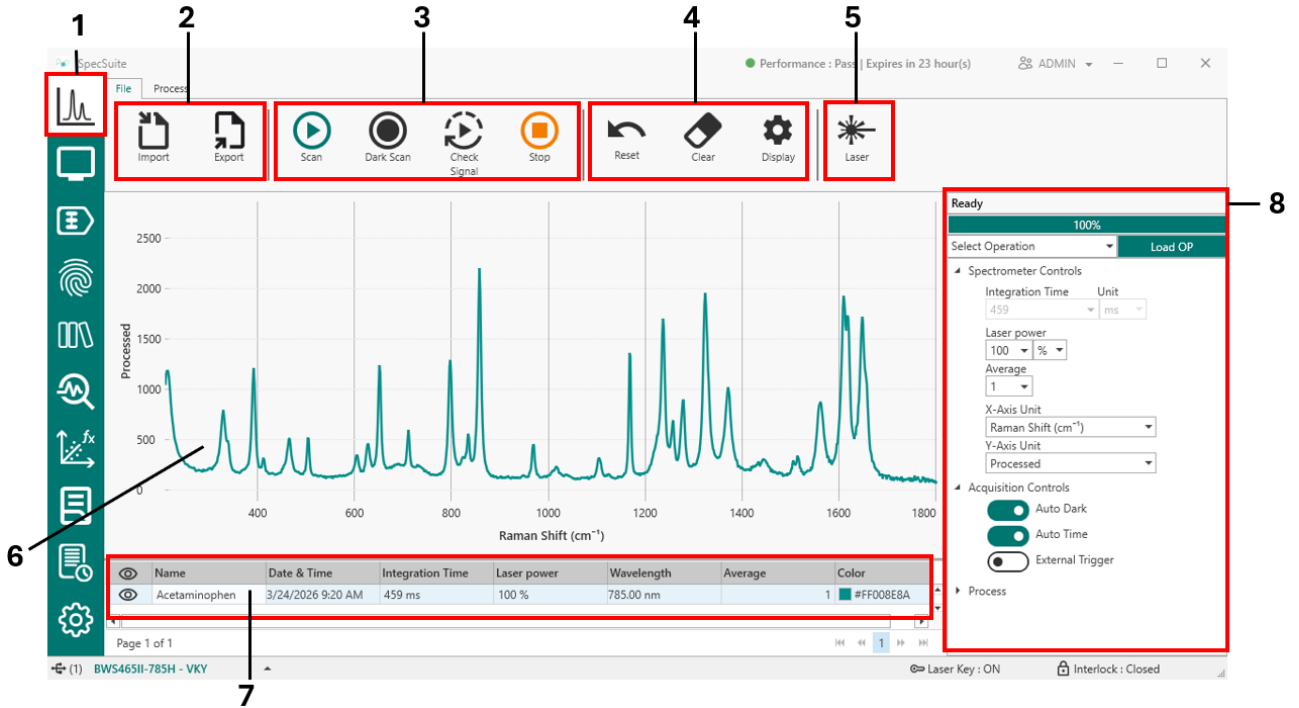 1
2
3
4
5
SpecSuite
Performance : Pass | Expires in 23 hour(s)
ADMIN
File Process
Import Export Scan Dark Scan Check Signal Stop Reset Clear Display Laser
8
Ready
100%
Select Operation Load OP
Spectrometer Controls
Integration Time Unit
459 ms
Laser power
100 %
Average
1
X-Axis Unit
Raman Shift (cm⁻¹)
Y-Axis Unit
Processed
Acquisition Controls
Auto Dark
Auto Time
External Trigger
Process
Processed
2500
2000
1500
1000
500
0
400 600 800 1000 1200 1400 1600 1800
Raman Shift (cm⁻¹)
6
Name Date & Time Integration Time Laser power Wavelength Average Color
Acetaminophen 3/24/2026 9:20 AM 459 ms 100 % 785.00 nm 1 #FF008E8A
Page 1 of 1
1
(1) BWS465II-785H - VKY
Laser Key : ON
Interlock : Closed
7